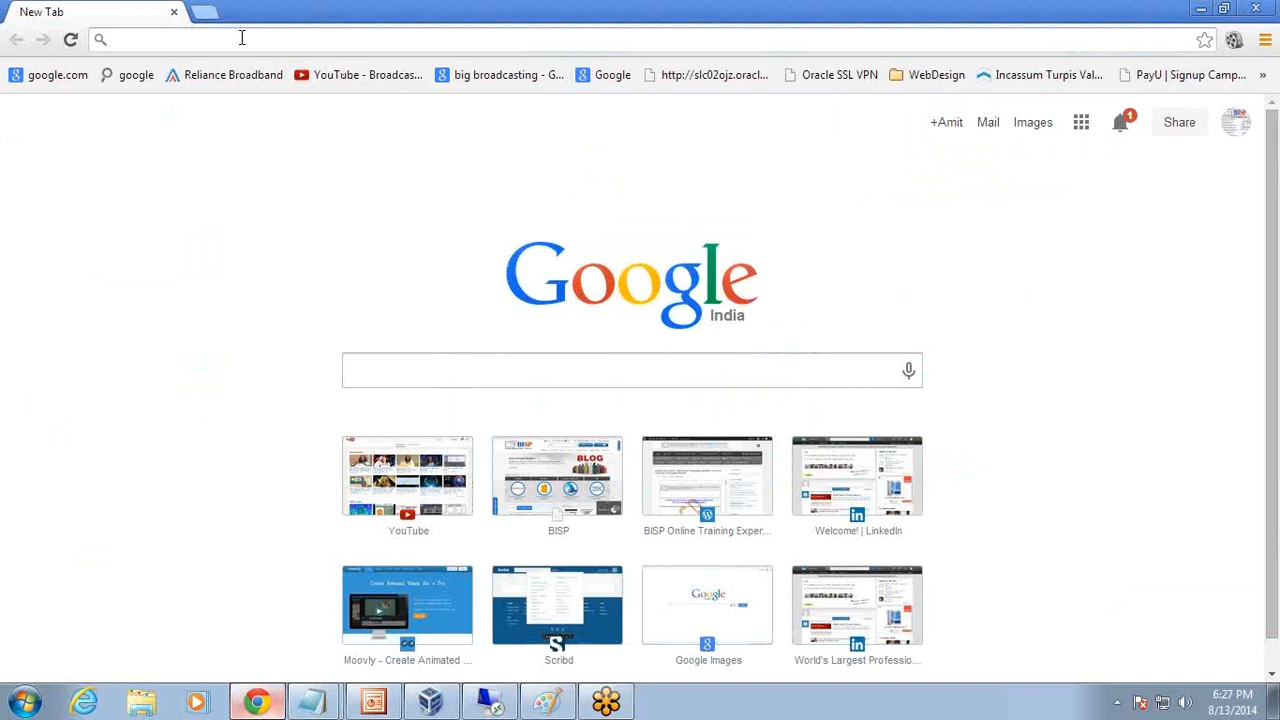 New Tab
google.com google Reliance Broadband YouTube - Broadcas... big broadcasting - G... Google http://slc02ojz.oracl... Oracle SSL VPN WebDesign Incasum Turpis Val... PayU | Signup Camp... »
+Amit Mail Images 1 Share
Google
India
YouTube BISP BISP Online Training Exper... Welcome! | LinkedIn
Moovly - Create Animated ... Scribd Google Images World's Largest Professio...
6:27 PM
8/13/2014